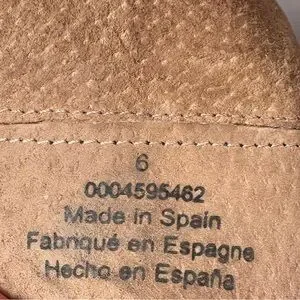 6
0004595462
Made in Spain
Fabriqué en Espagne
Hecho en España